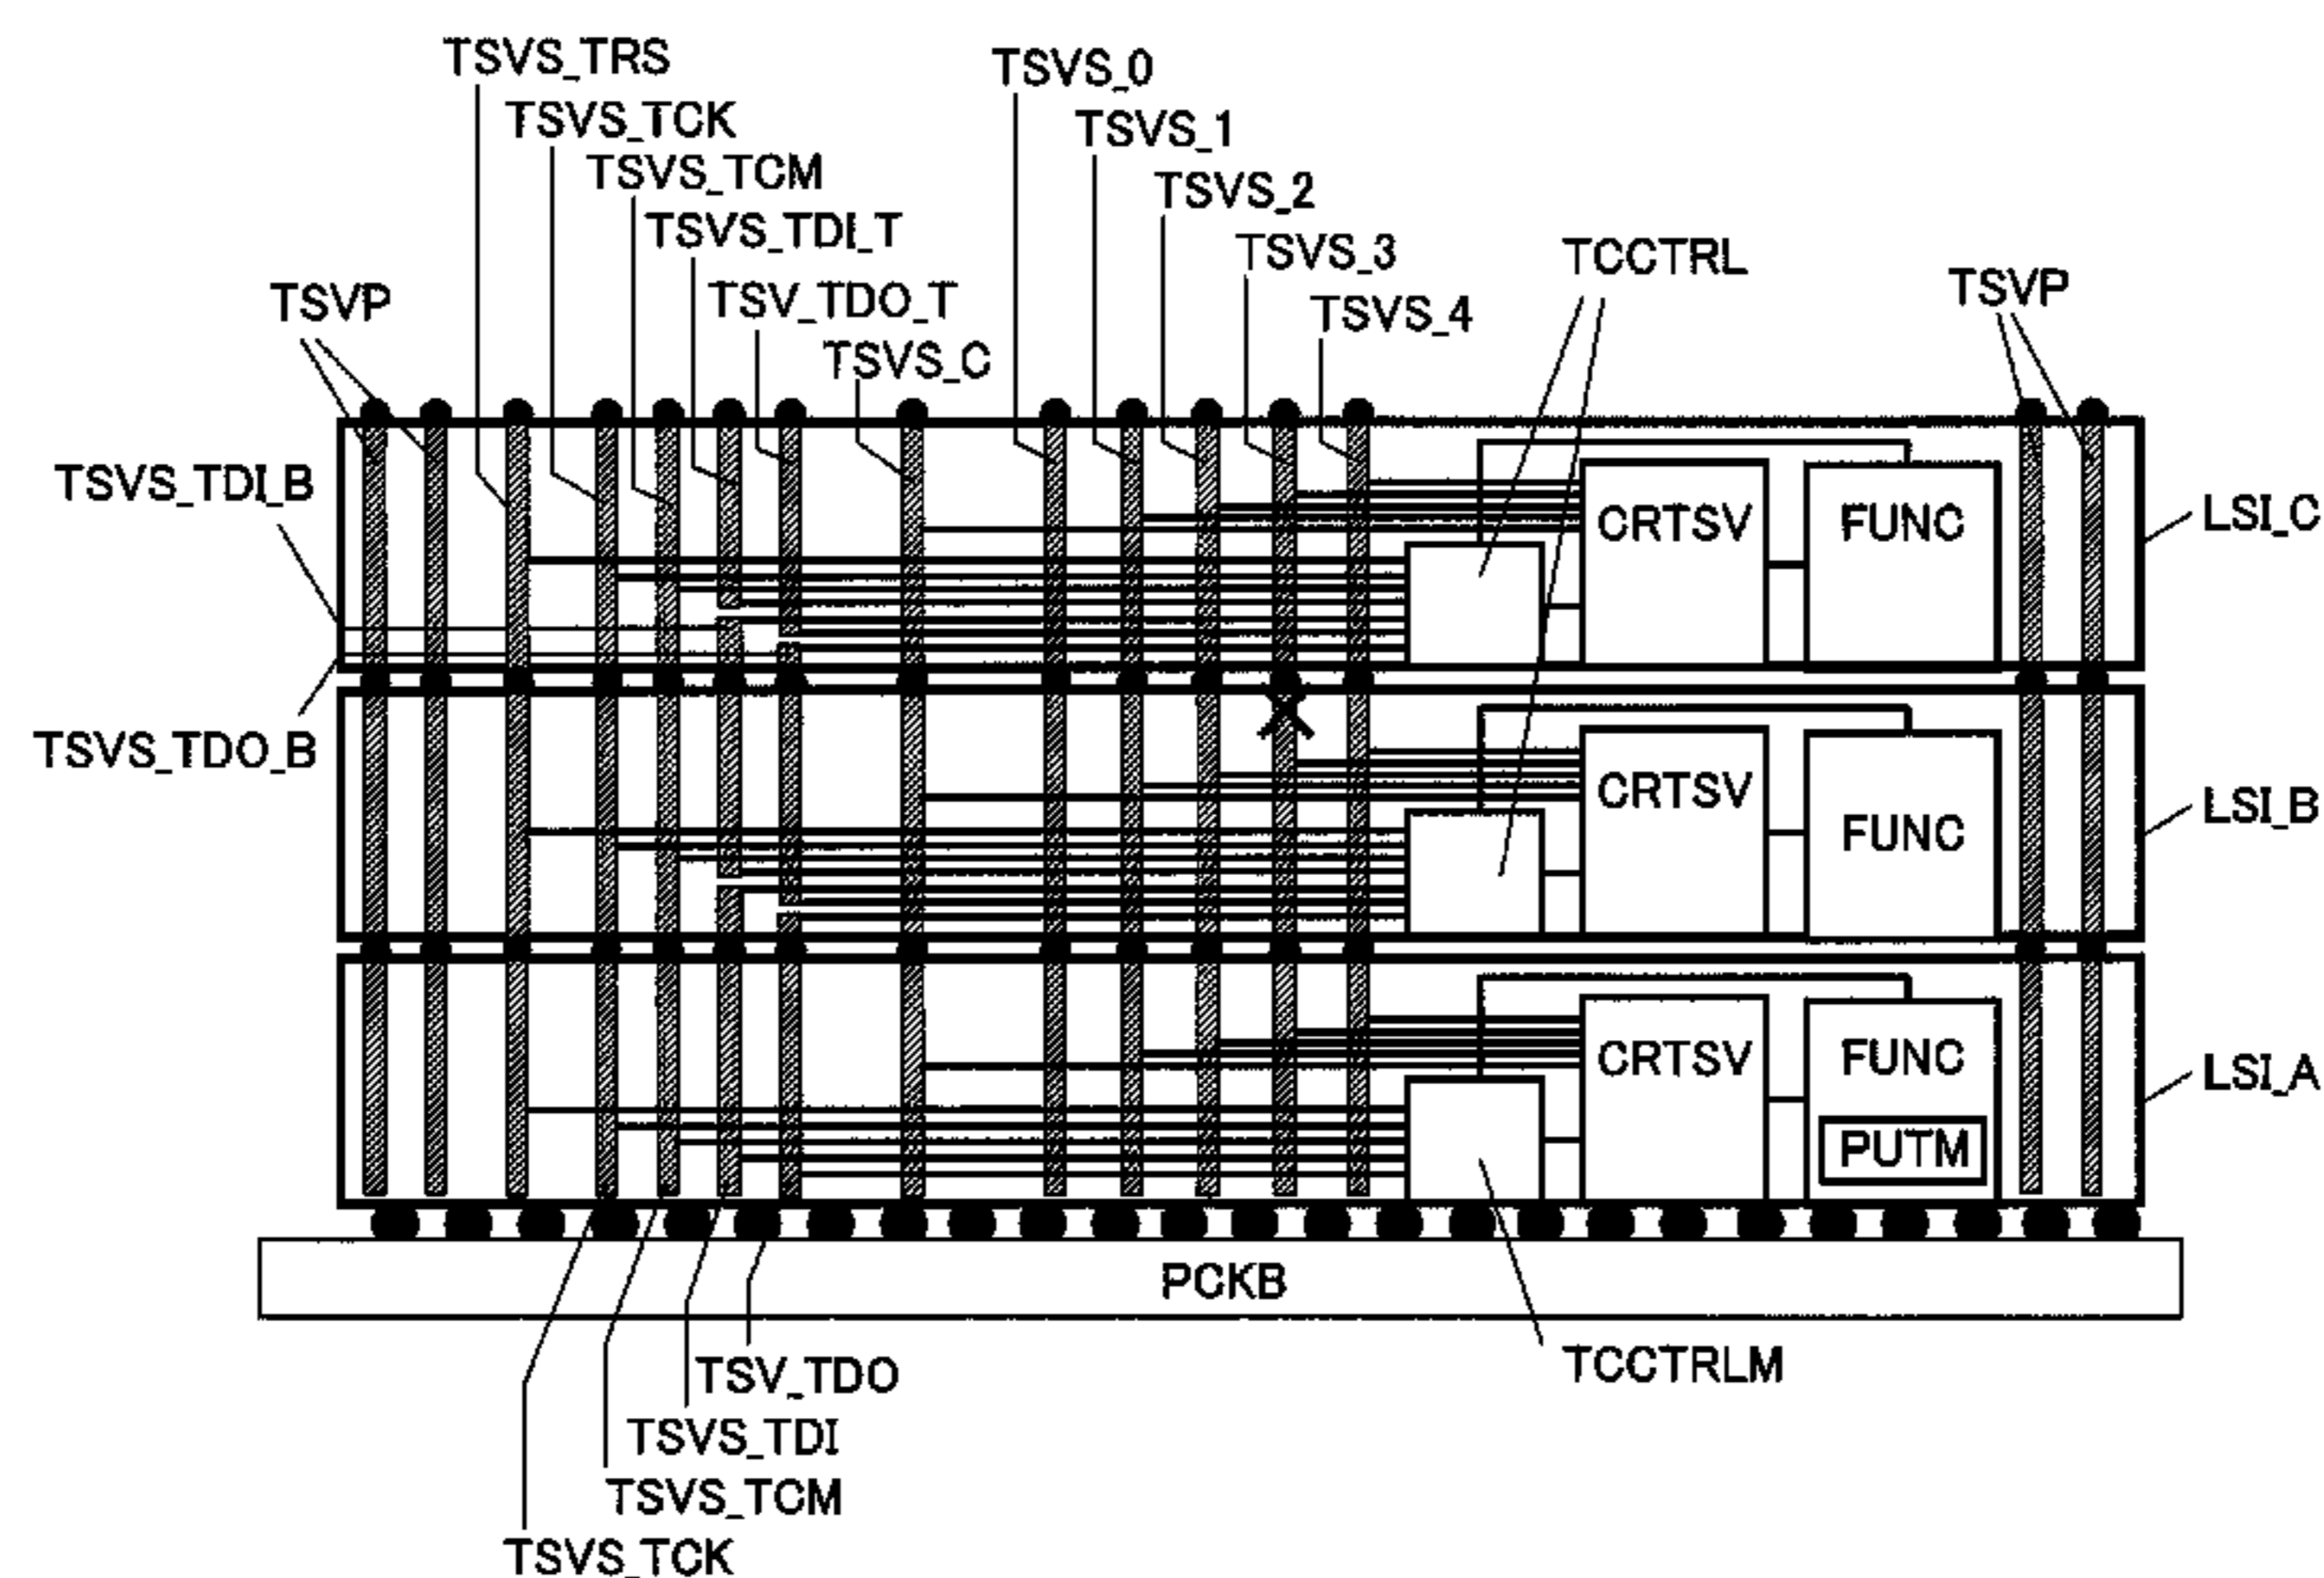 TSVS_TRS
TSVS_0
TSVS_TCK
TSVS_1
TSVS_TCM
TSVS_2
TSVS_TDI_T
TSVS_3
TCCTRL
TSVP
TSV_TDO_T
TSVS_4
TSVP
TSVS_C
TSVS_TDI_B
CRTSV
FUNC
LSI_C
TSVS_TDO_B
CRTSV
FUNC
LSI_B
CRTSV
FUNC
LSI_A
PUTM
PCKB
TSV_TDO
TCCTRLM
TSVS_TDI
TSVS_TCM
TSVS_TCK